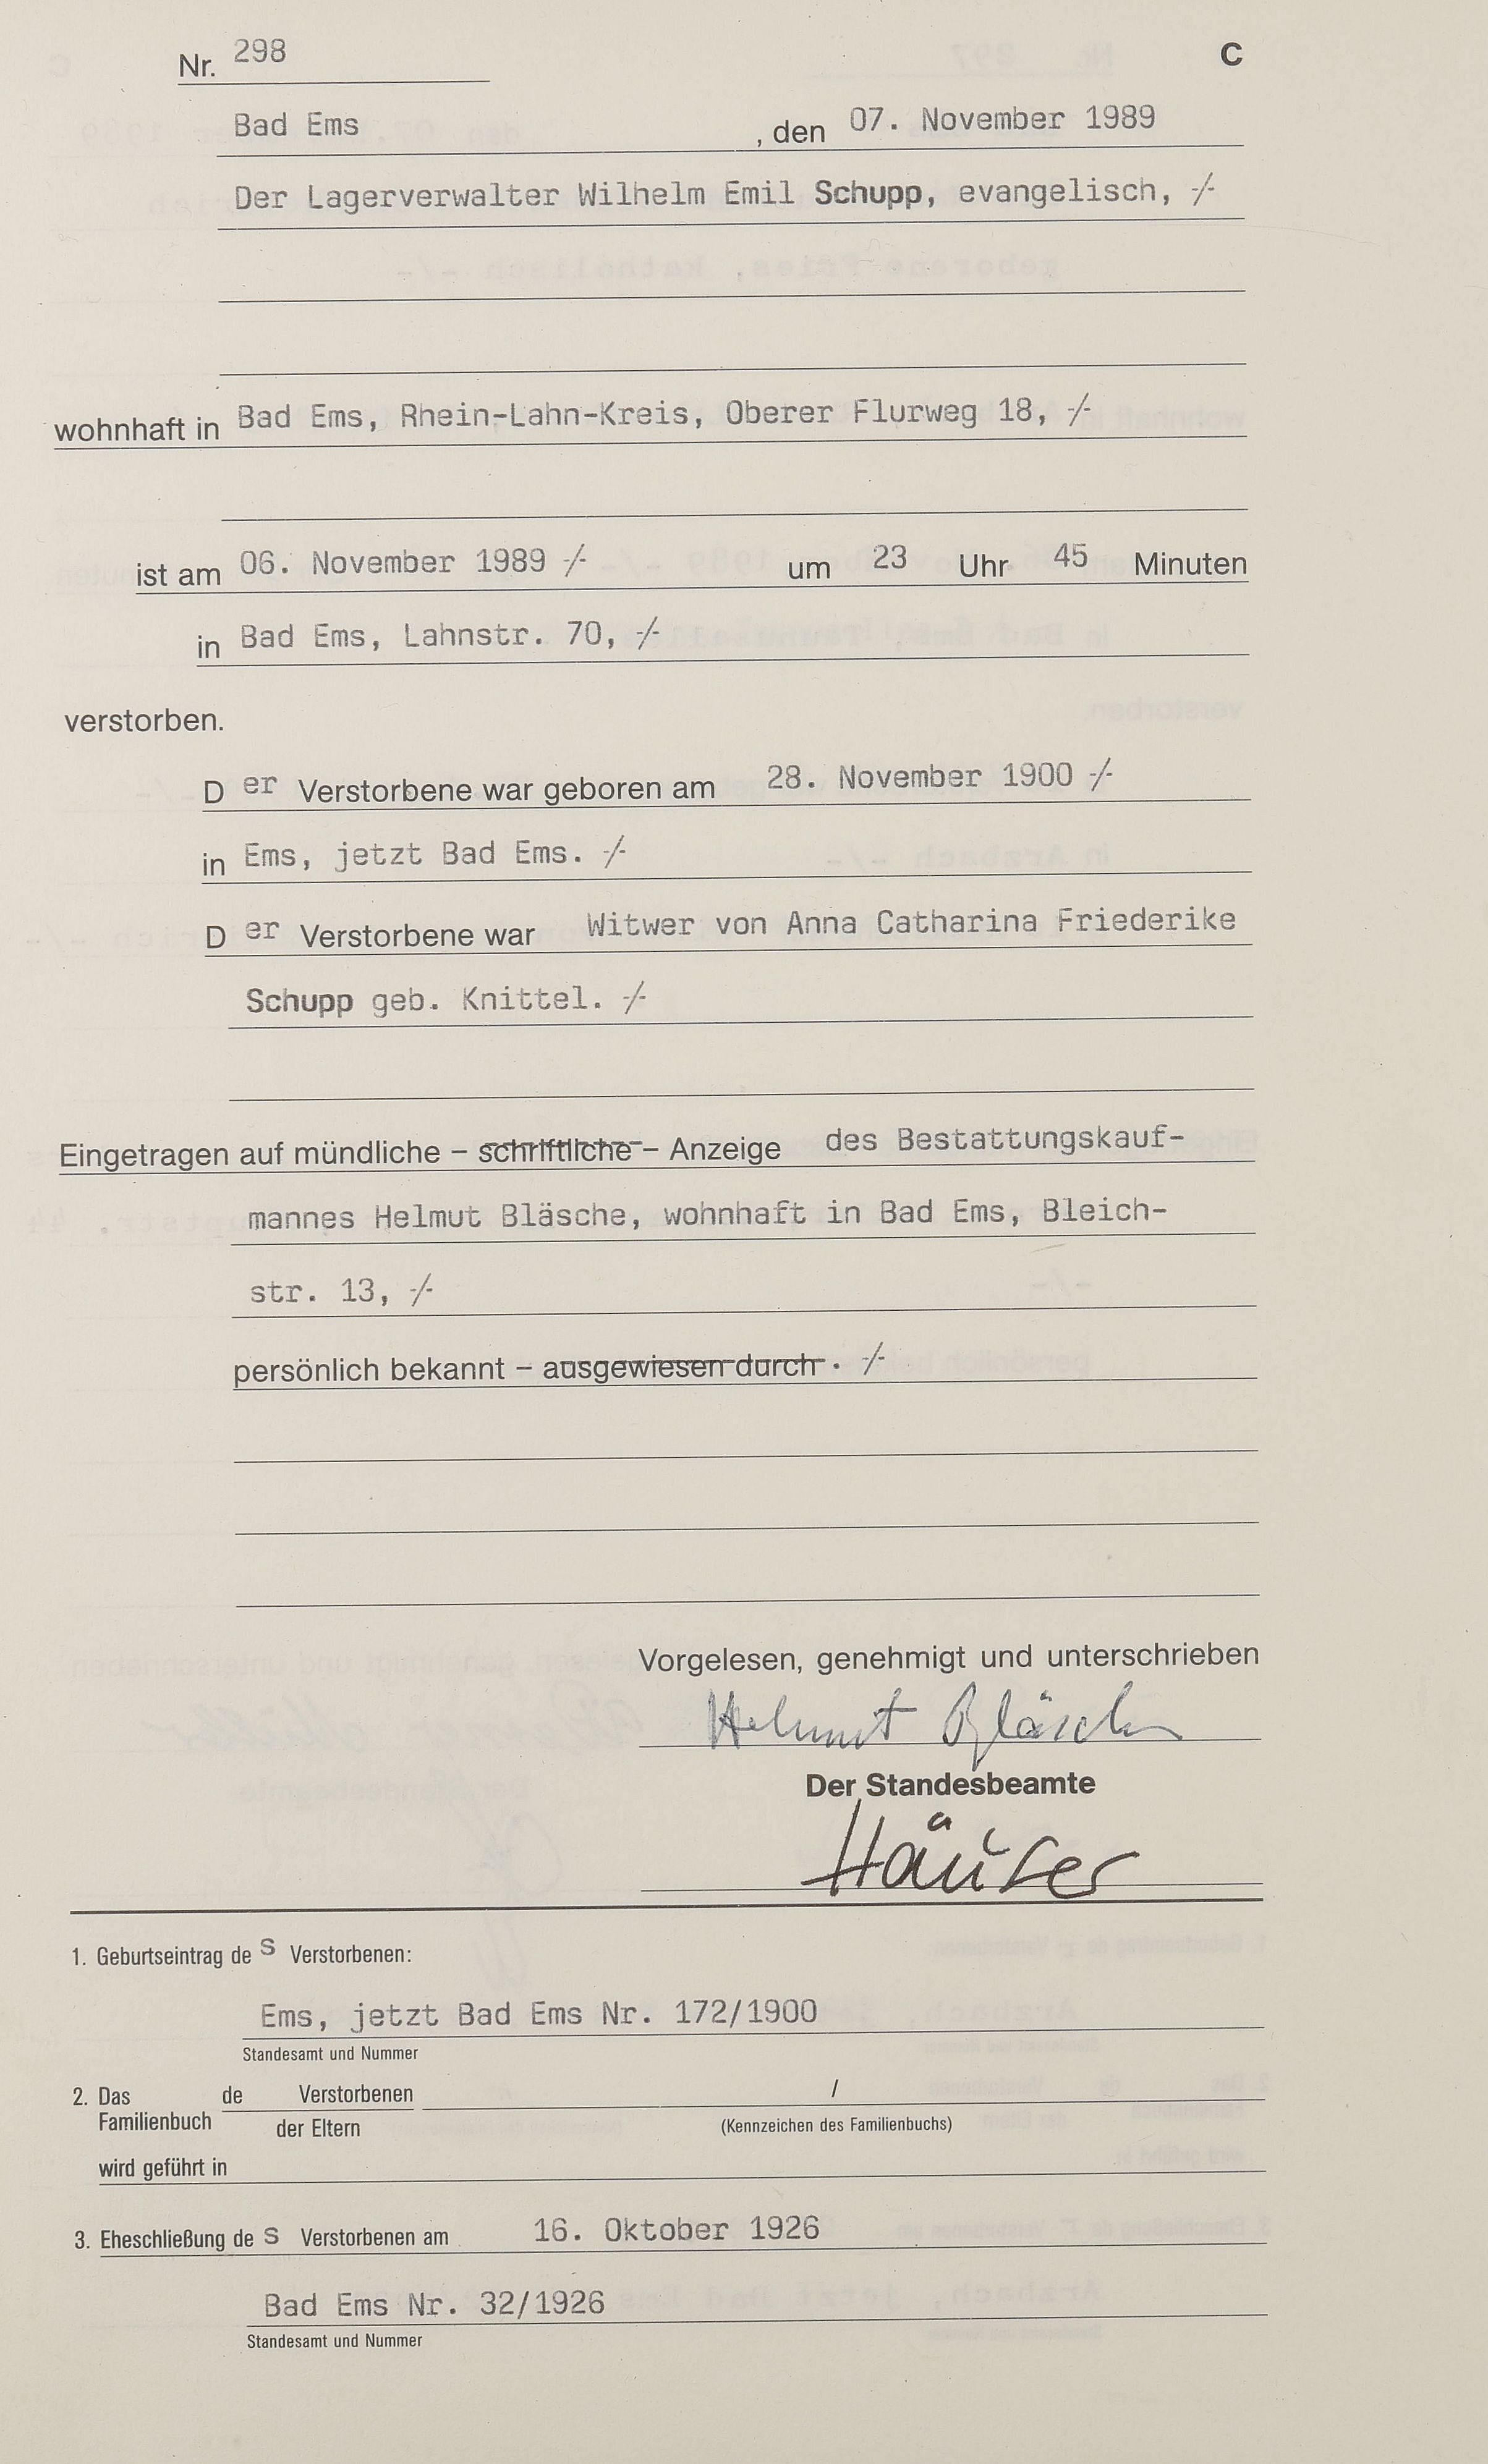 Nr. 298
C
Bad Ems , den 07. November 1989
Der Lagerverwalter Wilhelm Emil Schupp, evangelisch, -/-
wohnhaft in Bad Ems, Rhein-Lahn-Kreis, Oberer Flurweg 18, -/-
ist am 06. November 1989 -/- um 23 Uhr 45 Minuten
in Bad Ems, Lahnstr. 70, -/-
verstorben.
D er Verstorbene war geboren am 28. November 1900 -/-
in Ems, jetzt Bad Ems. -/-
D er Verstorbene war Witwer von Anna Catharina Friederike
Schupp geb. Knittel. -/-
Eingetragen auf mündliche – schriftliche – Anzeige des Bestattungskauf-
mannes Helmut Bläsche, wohnhaft in Bad Ems, Bleich-
str. 13, -/-
persönlich bekannt – ausgewiesen durch . -/-
Vorgelesen, genehmigt und unterschrieben
Helmut Bläsche
Der Standesbeamte
Häuser
1. Geburtseintrag de s Verstorbenen:
Ems, jetzt Bad Ems Nr. 172/1900
Standesamt und Nummer
2. Das de Verstorbenen /
Familienbuch der Eltern (Kennzeichen des Familienbuchs)
wird geführt in
3. Eheschließung de s Verstorbenen am 16. Oktober 1926
Bad Ems Nr. 32/1926
Standesamt und Nummer